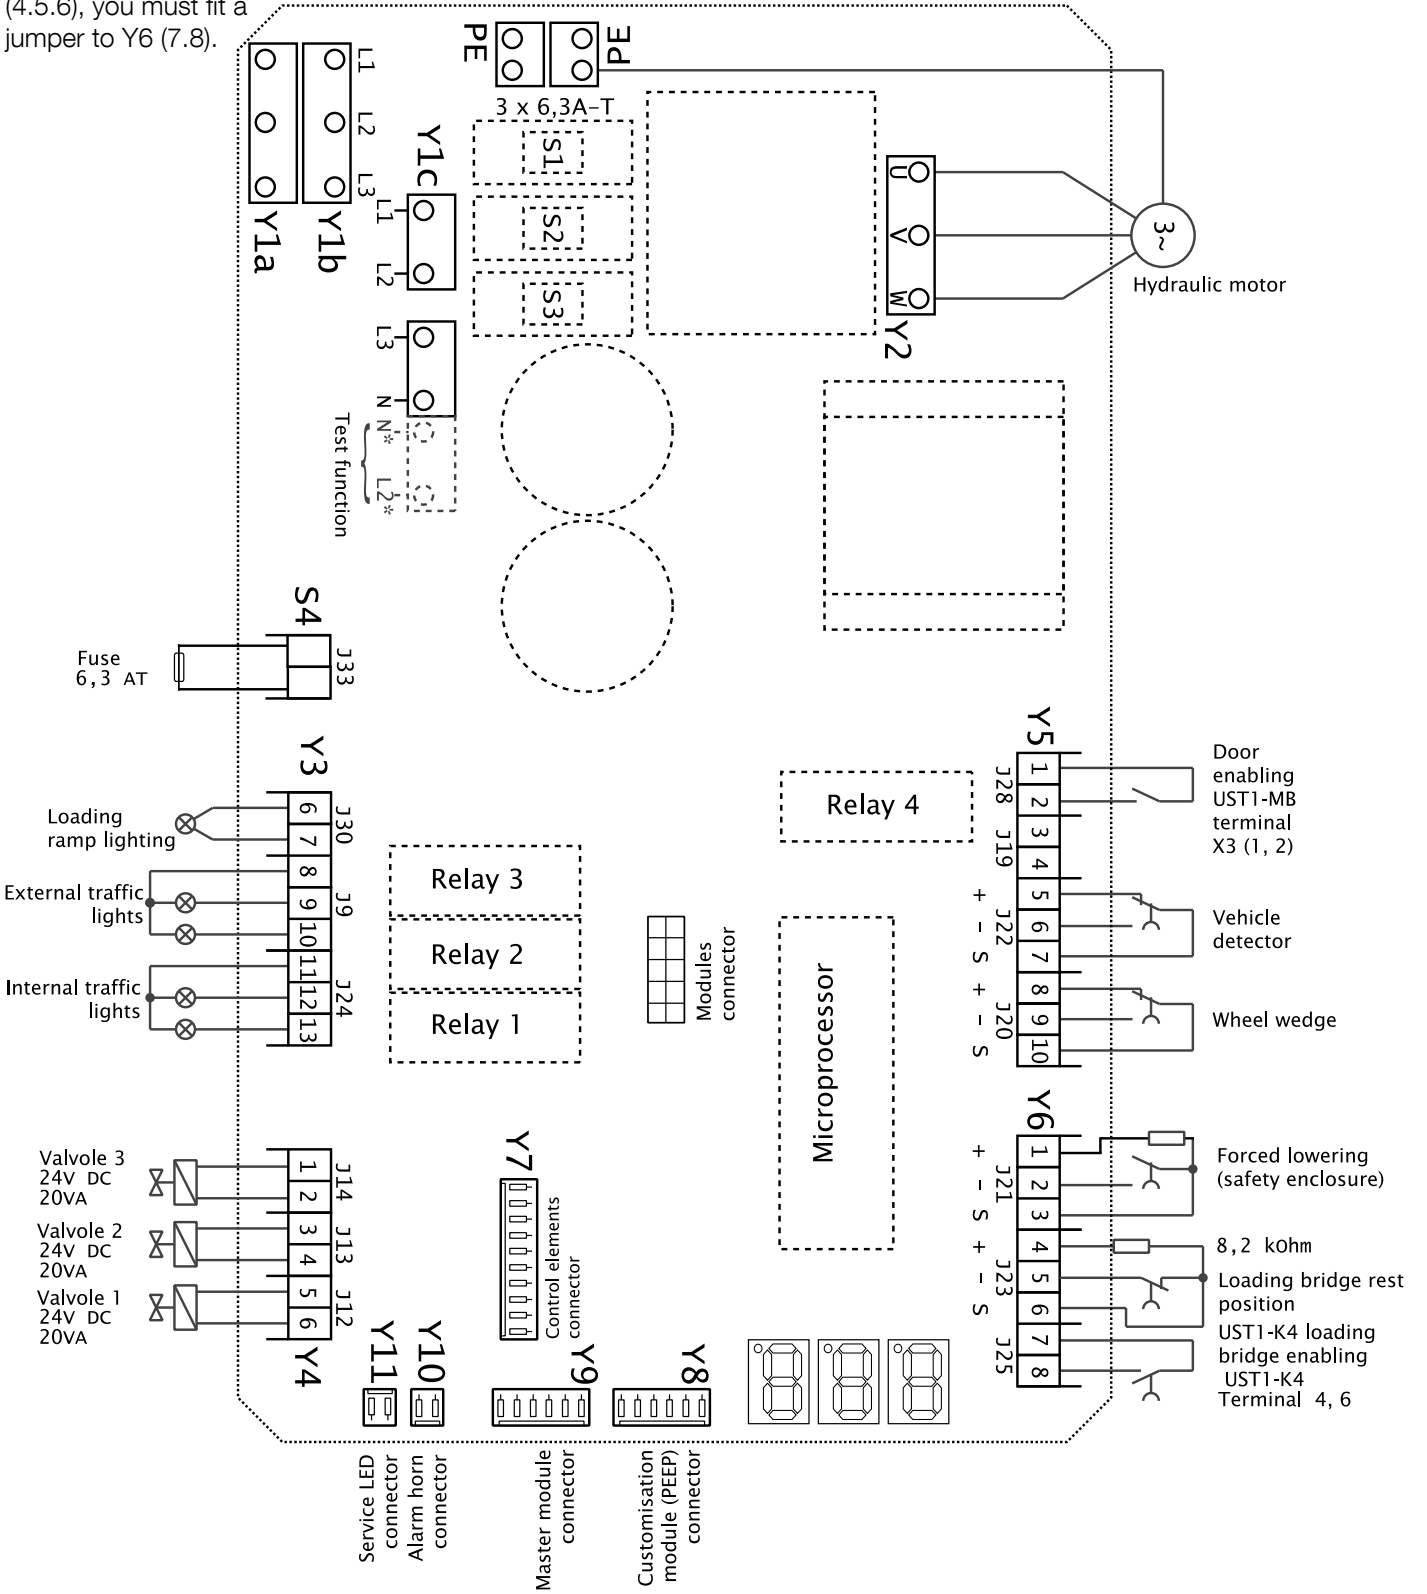 (4.5.6), you must fit a
jumper to Y6 (7.8).
PE
PE
3 x 6,3A-T
L1
L2
L3
Y1a
Y1b
Y1c
L1
L2
L3
N
N*
L2*
Test function
S1
S2
S3
U
V
W
Y2
3~
Hydraulic motor
S4
J33
Fuse
6,3 AT
Y3
6
7
8
9
10
11
12
13
J30
J9
J24
Loading
ramp lighting
External traffic
lights
Internal traffic
lights
Relay 3
Relay 2
Relay 1
Relay 4
Modules
connector
Microprocessor
Y5
1
2
3
4
5
6
7
8
9
10
J28
J19
J22
J20
+
-
S
+
-
S
Door
enabling
UST1-MB
terminal
X3 (1, 2)
Vehicle
detector
Wheel wedge
Y6
1
2
3
4
5
6
7
8
J21
J23
J25
+
-
S
+
-
S
Forced lowering
(safety enclosure)
8,2 kOhm
Loading bridge rest
position
UST1-K4 loading
bridge enabling
UST1-K4
Terminal 4, 6
Valvole 3
24V DC
20VA
Valvole 2
24V DC
20VA
Valvole 1
24V DC
20VA
1
2
3
4
5
6
J14
J13
J12
Y4
Y7
Control elements
connector
Y11
Y10
Y9
Y8
8
8
8
Service LED
connector
Alarm horn
connector
Master module
connector
Customisation
module (PEEP)
connector